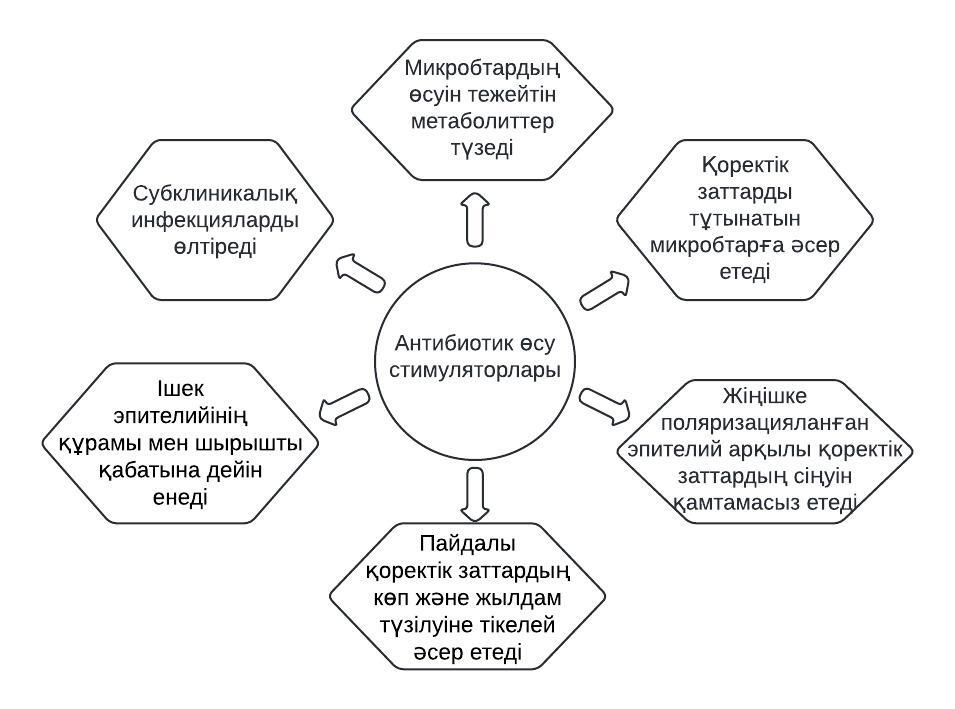 Микробтардың
өсуін тежейтін
метаболиттер
түзеді
Субклиникалық
инфекцияларды
өлтіреді
Қоректік
заттарды
тұтынатын
микробтарға әсер
етеді
Антибиотик өсу
стимуляторлары
Ішек
эпителийінің
құрамы мен шырышты
қабатына дейін
енеді
Жіңішке
поляризацияланған
эпителий арқылы қоректік
заттардың сіңуін
қамтамасыз етеді
Пайдалы
қоректік заттардың
көп және жылдам
түзілуіне тікелей
әсер етеді